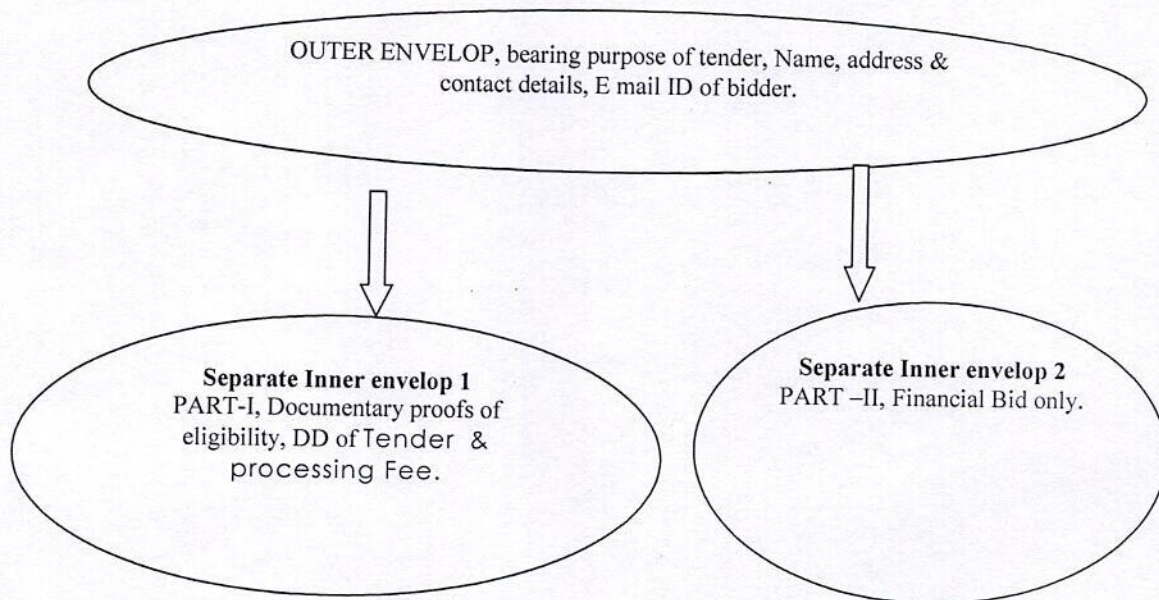 OUTER ENVELOP, bearing purpose of tender, Name, address &
contact details, E mail ID of bidder.
Separate Inner envelop 1
PART-I, Documentary proofs of
eligibility, DD of Tender &
processing Fee.
Separate Inner envelop 2
PART –II, Financial Bid only.